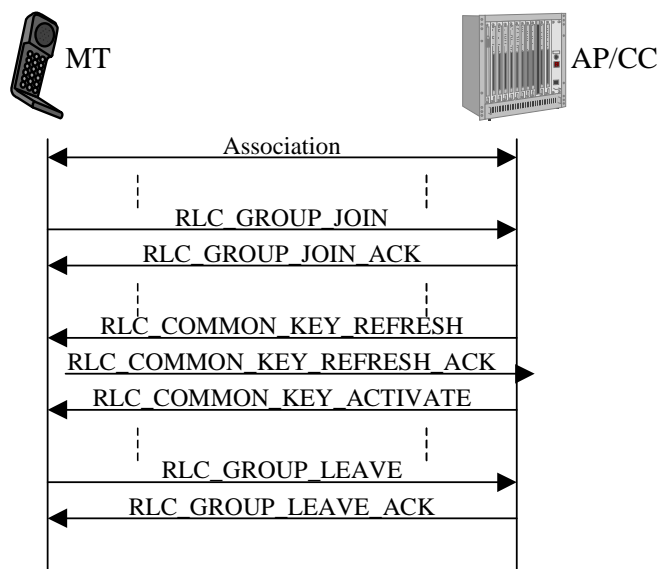 MT
AP/CC
Association
RLC_GROUP_JOIN
RLC_GROUP_JOIN_ACK
RLC_COMMON_KEY_REFRESH
RLC_COMMON_KEY_REFRESH_ACK
RLC_COMMON_KEY_ACTIVATE
RLC_GROUP_LEAVE
RLC_GROUP_LEAVE_ACK